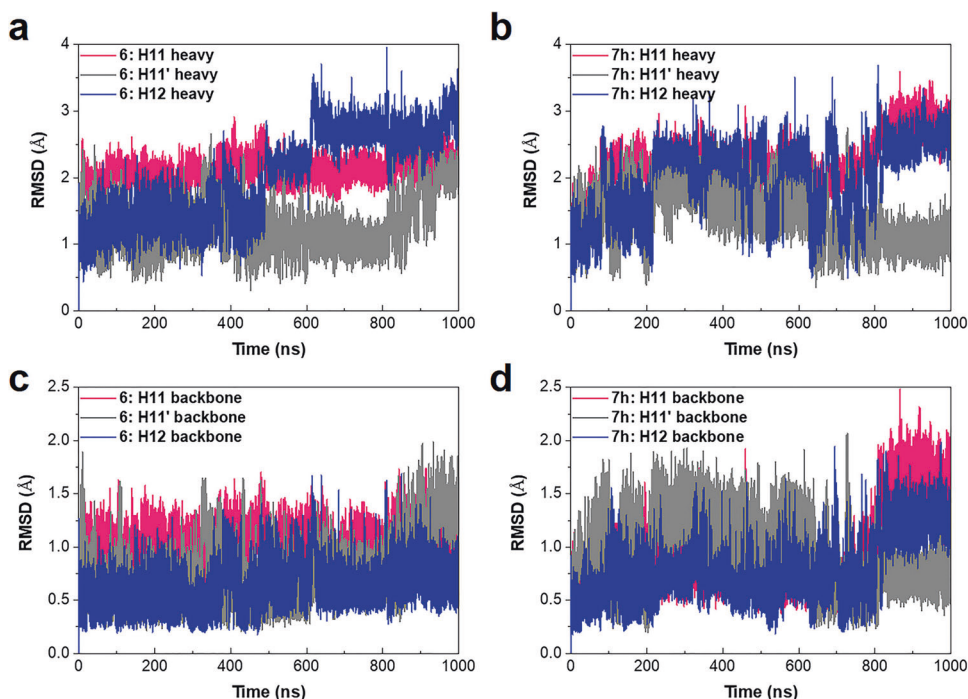 a
4
3
2
1
0
RMSD (Å)
6: H11 heavy
6: H11' heavy
6: H12 heavy
0 200 400 600 800 1000
Time (ns)
b
4
3
2
1
0
RMSD (Å)
7h: H11 heavy
7h: H11' heavy
7h: H12 heavy
0 200 400 600 800 1000
Time (ns)
c
2.5
2.0
1.5
1.0
0.5
0.0
RMSD (Å)
6: H11 backbone
6: H11' backbone
6: H12 backbone
0 200 400 600 800 1000
Time (ns)
d
2.5
2.0
1.5
1.0
0.5
0.0
RMSD (Å)
7h: H11 backbone
7h: H11' backbone
7h: H12 backbone
0 200 400 600 800 1000
Time (ns)